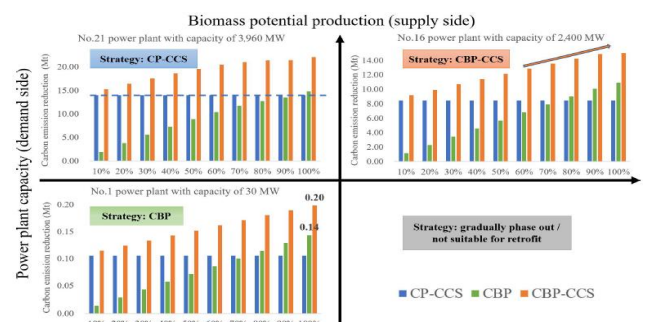 Biomass potential production (supply side)
Power plant capacity (demand side)
No.21 power plant with capacity of 3,960 MW
Strategy: CP-CCS
Carbon emission reduction (Mt)
20.00
15.00
10.00
5.00
0.00
10% 20% 30% 40% 50% 60% 70% 80% 90% 100%
No.16 power plant with capacity of 2,400 MW
Strategy: CBP-CCS
Carbon emission reduction (Mt)
14.00
12.00
10.00
8.00
6.00
4.00
2.00
0.00
10% 20% 30% 40% 50% 60% 70% 80% 90% 100%
No.1 power plant with capacity of 30 MW
Strategy: CBP
Carbon emission reduction (Mt)
0.20
0.15
0.10
0.05
0.00
0.20
0.14
Strategy: gradually phase out /
not suitable for retrofit
CP-CCS CBP CBP-CCS